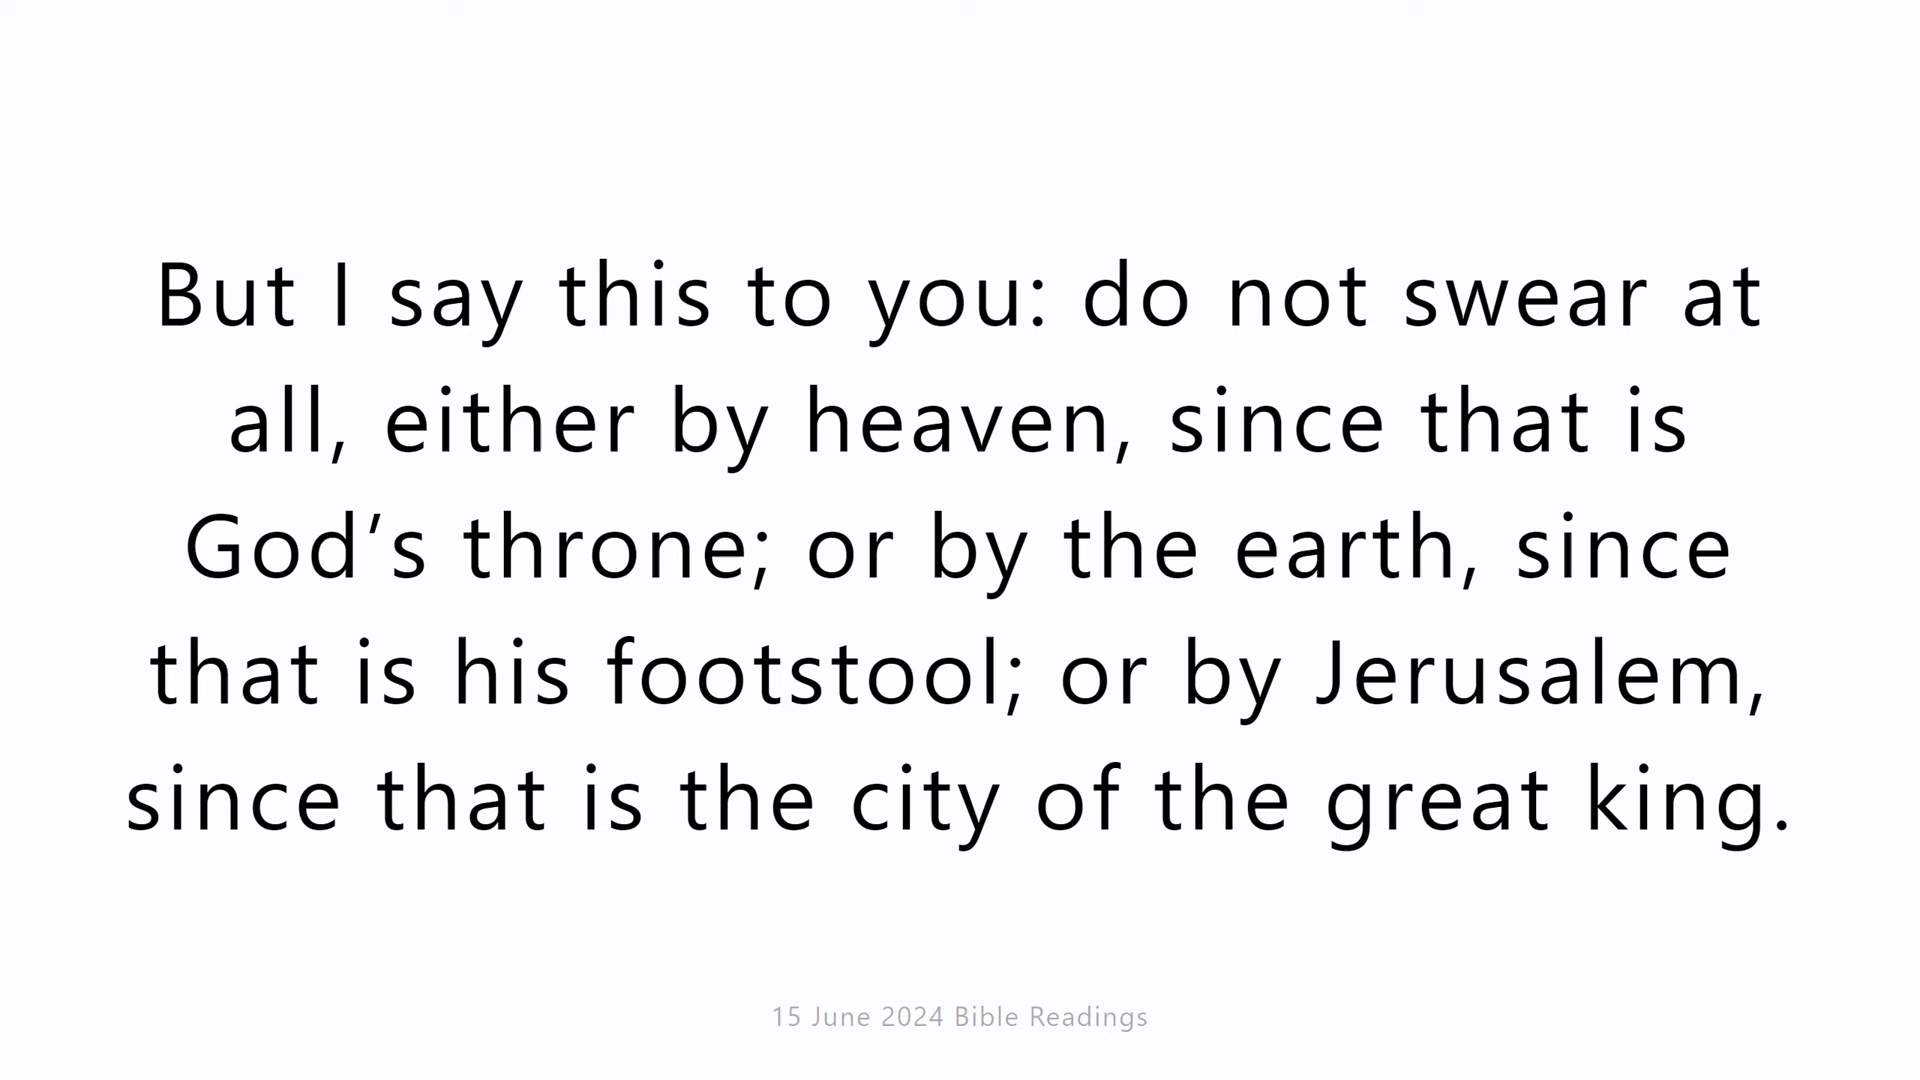 But I say this to you: do not swear at
all, either by heaven, since that is
God’s throne; or by the earth, since
that is his footstool; or by Jerusalem,
since that is the city of the great king.
15 June 2024 Bible Readings